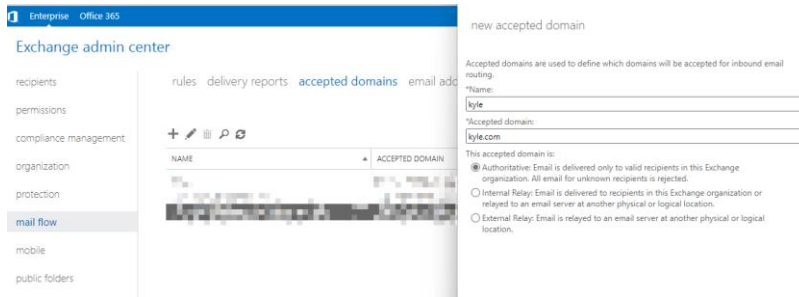 Enterprise Office 365
Exchange admin center
recipients
permissions
compliance management
organization
protection
mail flow
mobile
public folders
rules delivery reports accepted domains email add
NAME ACCEPTED DOMAIN
new accepted domain
Accepted domains are used to define which domains will be accepted for inbound email
routing.
*Name:
kyle
*Accepted domain:
kyle.com
This accepted domain is:
Authoritative: Email is delivered only to valid recipients in this Exchange
organization. All email for unknown recipients is rejected.
Internal Relay: Email is delivered to recipients in this Exchange organization or
relayed to an email server at another physical or logical location.
External Relay: Email is relayed to an email server at another physical or logical
location.